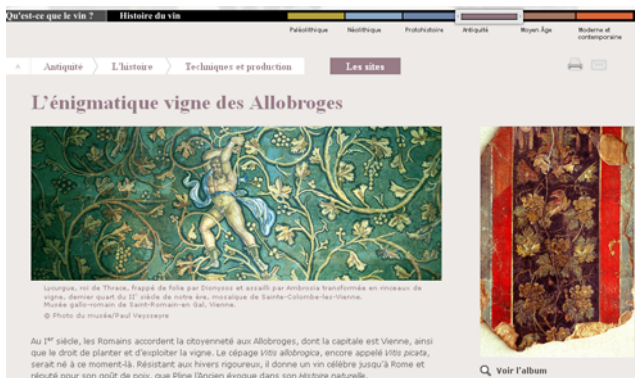 Qu'est-ce que le vin ? Histoire du vin
Paléolithique Néolithique Protohistoire Antiquité Moyen Âge Moderne et
contemporaine
Antiquité L'histoire Techniques et production Les sites
L'énigmatique vigne des Allobroges
Lycurgue, roi de Thrace, frappé de folie par Dionysos et assailli par Ambrosia transformée en rinceaux de
vigne, dernier quart du IIe siècle de notre ère, mosaïque de Sainte-Colombe-les-Vienne.
Musée gallo-romain de Saint-Romain-en Gal, Vienne.
© Photo du musée/Paul Veysseyre
Au Ier siècle, les Romains accordent la citoyenneté aux Allobroges, dont la capitale est Vienne, ainsi
que le droit de planter et d'exploiter la vigne. Le cépage Vitis allobrogica, encore appelé Vitis picata,
serait né à ce moment-là. Résistant aux hivers rigoureux, il donne un vin célèbre jusqu'à Rome et
réputé pour son goût de poix, que Pline l'Ancien évoque dans son Histoire naturelle.
Voir l'album